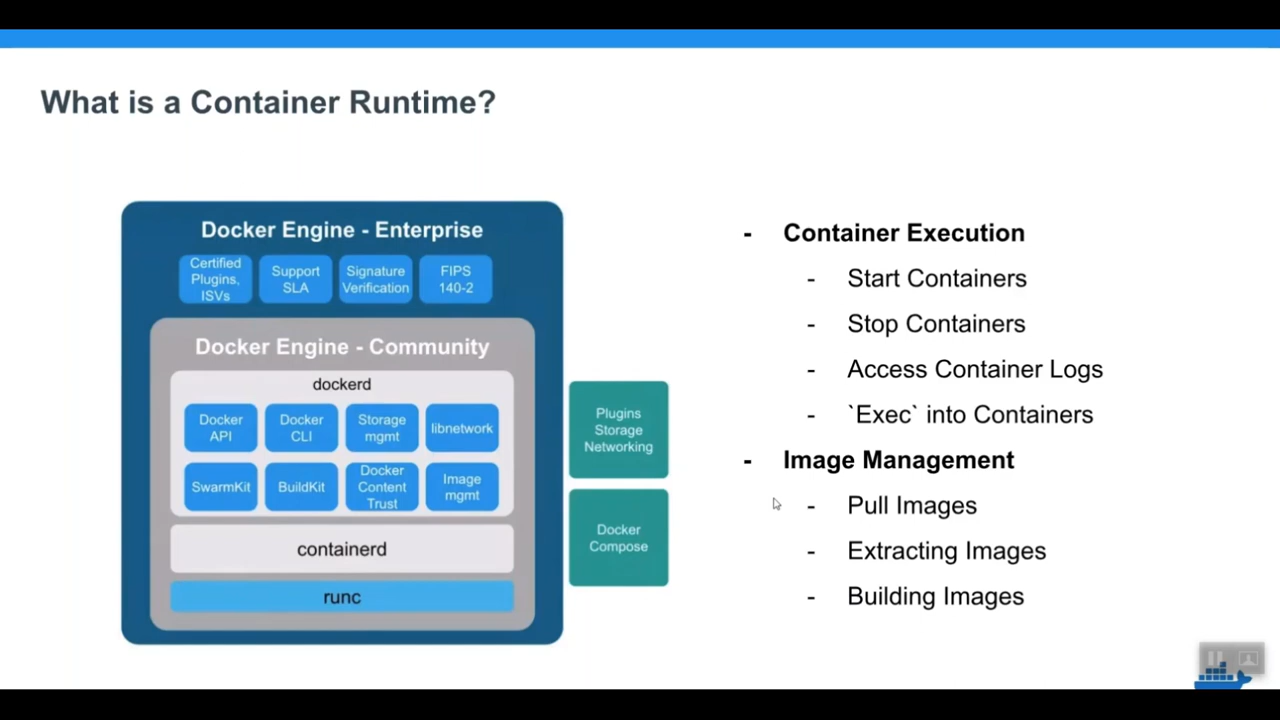 What is a Container Runtime?
Docker Engine - Enterprise
Certified
Plugins,
ISVs
Support
SLA
Signature
Verification
FIPS
140-2
Docker Engine - Community
dockerd
Docker
API
Docker
CLI
Storage
mgmt
libnetwork
SwarmKit
BuildKit
Docker
Content
Trust
Image
mgmt
containerd
runc
Plugins
Storage
Networking
Docker
Compose
- Container Execution
- Start Containers
- Stop Containers
- Access Container Logs
- `Exec` into Containers
- Image Management
- Pull Images
- Extracting Images
- Building Images